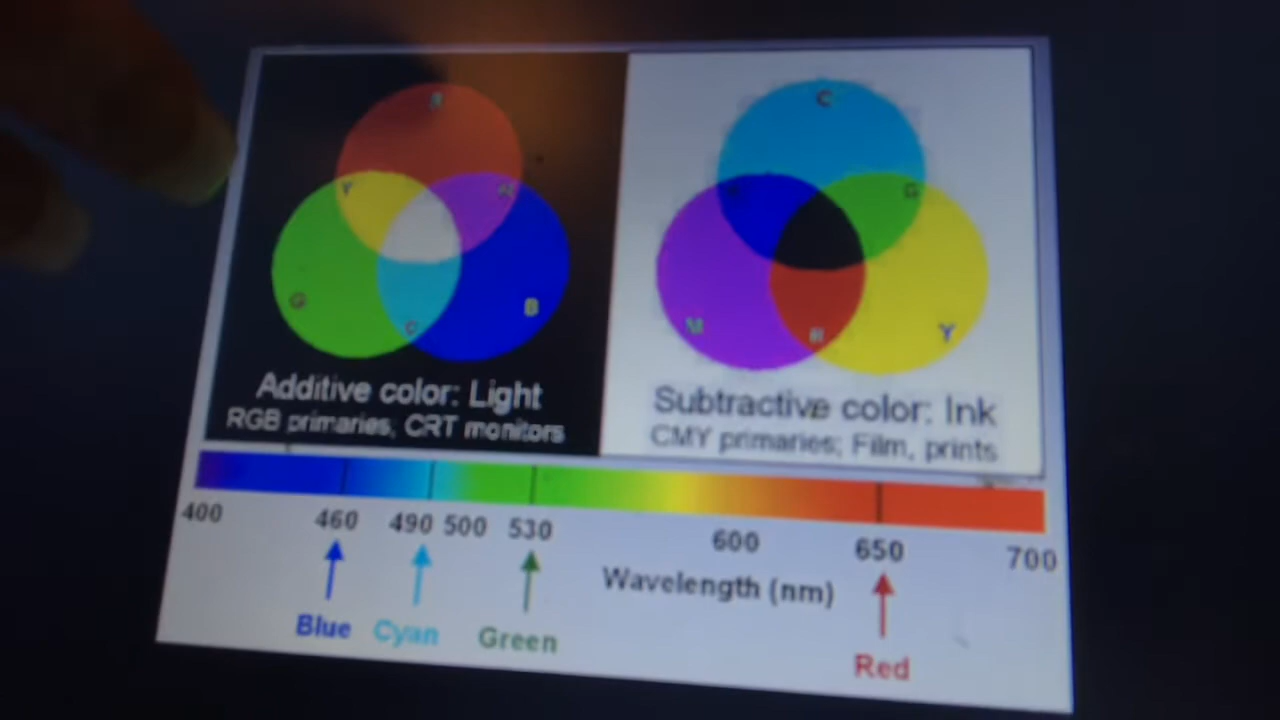 R
Y
M
G
B
C
Additive color: Light
RGB primaries, CRT monitors
C
G
M
R
Y
Subtractive color: Ink
CMY primaries; Film, prints
400 460 490 500 530 600 650 700
Wavelength (nm)
Blue Cyan Green Red